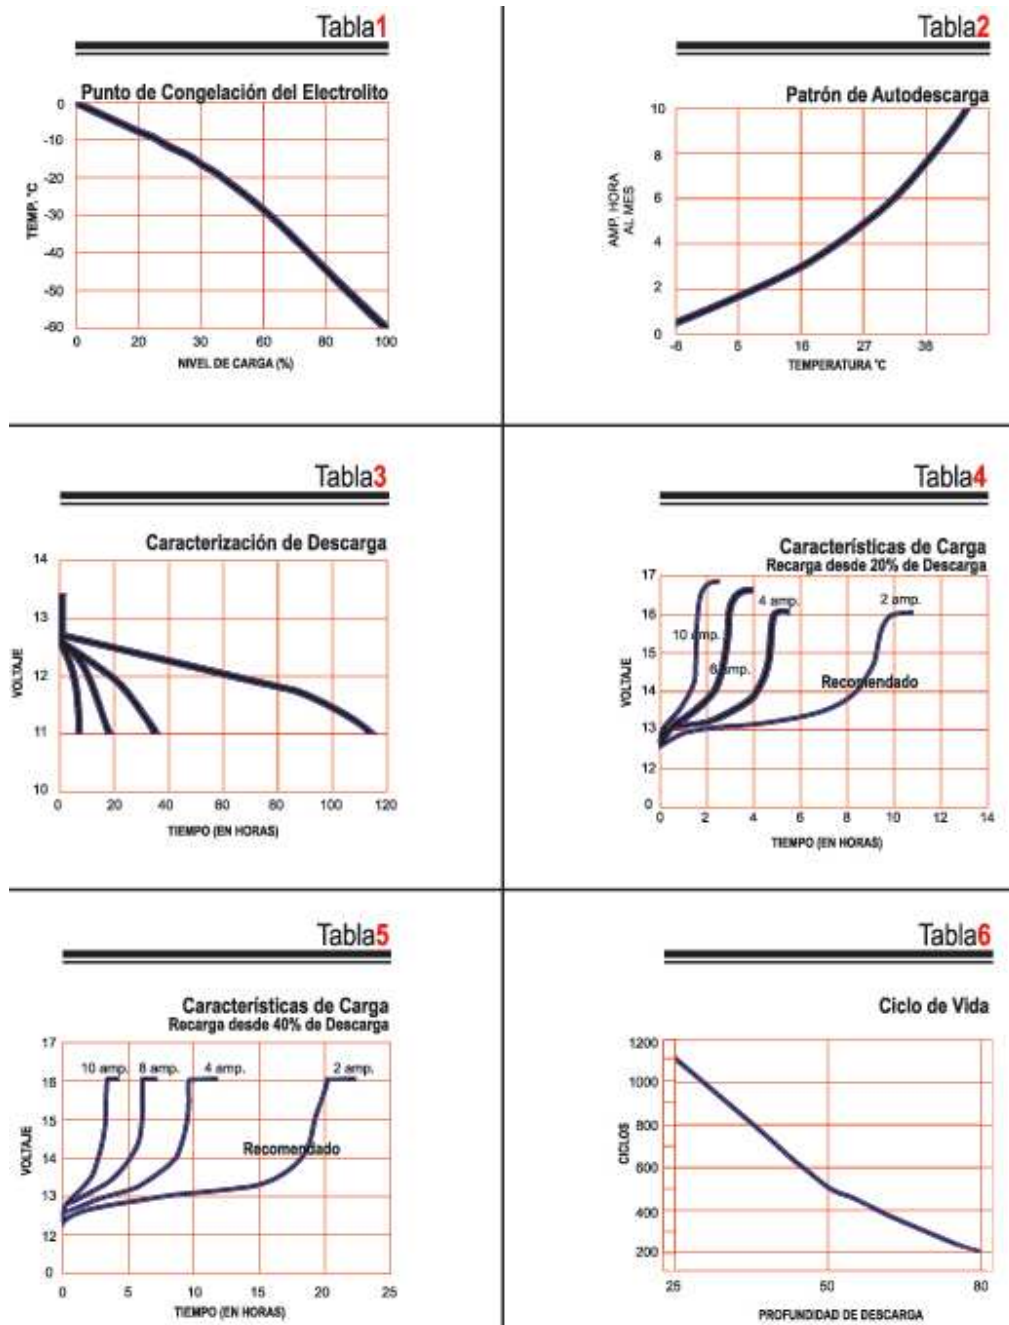 Tabla1
Punto de Congelación del Electrolito
0
-10
-20
-30
-40
-50
-60
TEMP. °C
0 20 30 60 80 100
NIVEL DE CARGA (%)
Tabla2
Patrón de Autodescarga
10
8
6
4
2
0
AMP. HORA
AL MES
-6 5 16 27 38
TEMPERATURA °C
Tabla3
Caracterización de Descarga
14
13
12
11
10
VOLTAJE
0 20 40 60 80 100 120
TIEMPO (EN HORAS)
Tabla4
Características de Carga
Recarga desde 20% de Descarga
17
16
15
14
13
12
0
VOLTAJE
10 amp.
6 amp.
4 amp.
2 amp.
Recomendado
0 2 4 6 8 10 12 14
TIEMPO (EN HORAS)
Tabla5
Características de Carga
Recarga desde 40% de Descarga
17
16
15
14
13
12
0
VOLTAJE
10 amp. 8 amp. 4 amp. 2 amp.
Recomendado
0 5 10 15 20 25
TIEMPO (EN HORAS)
Tabla6
Ciclo de Vida
1200
1000
800
600
400
200
CICLOS
25 50 80
PROFUNDIDAD DE DESCARGA